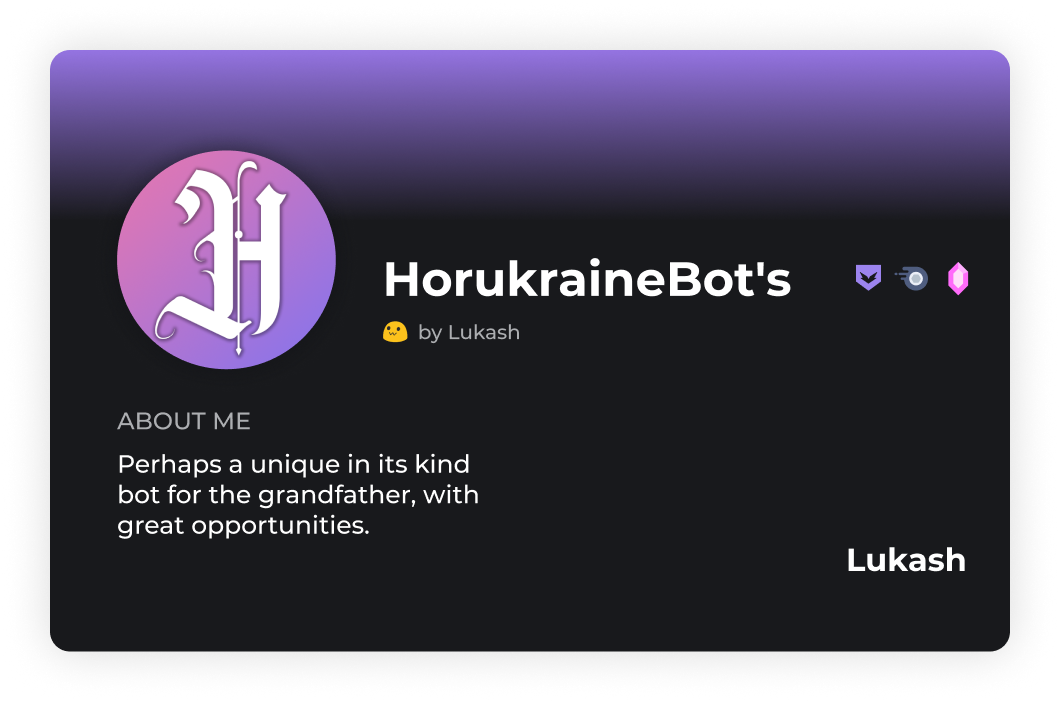 H
HorukraineBot's
by Lukash
ABOUT ME
Perhaps a unique in its kind
bot for the grandfather, with
great opportunities.
Lukash